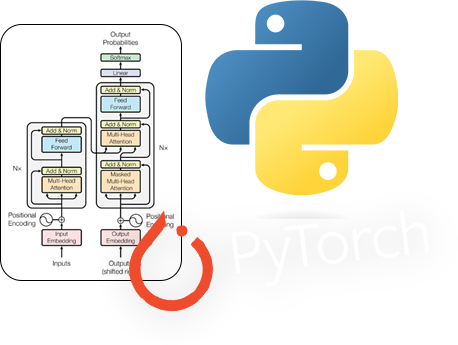 Output
Probabilities
Softmax
Linear
Add & Norm
Feed
Forward
Add & Norm
Multi-Head
Attention
Add & Norm
Masked
Multi-Head
Attention
Nx
Add & Norm
Feed
Forward
Nx
Add & Norm
Multi-Head
Attention
Positional
Encoding
Positional
Encoding
Input
Embedding
Output
Embedding
Inputs
(shifted
PyTorch